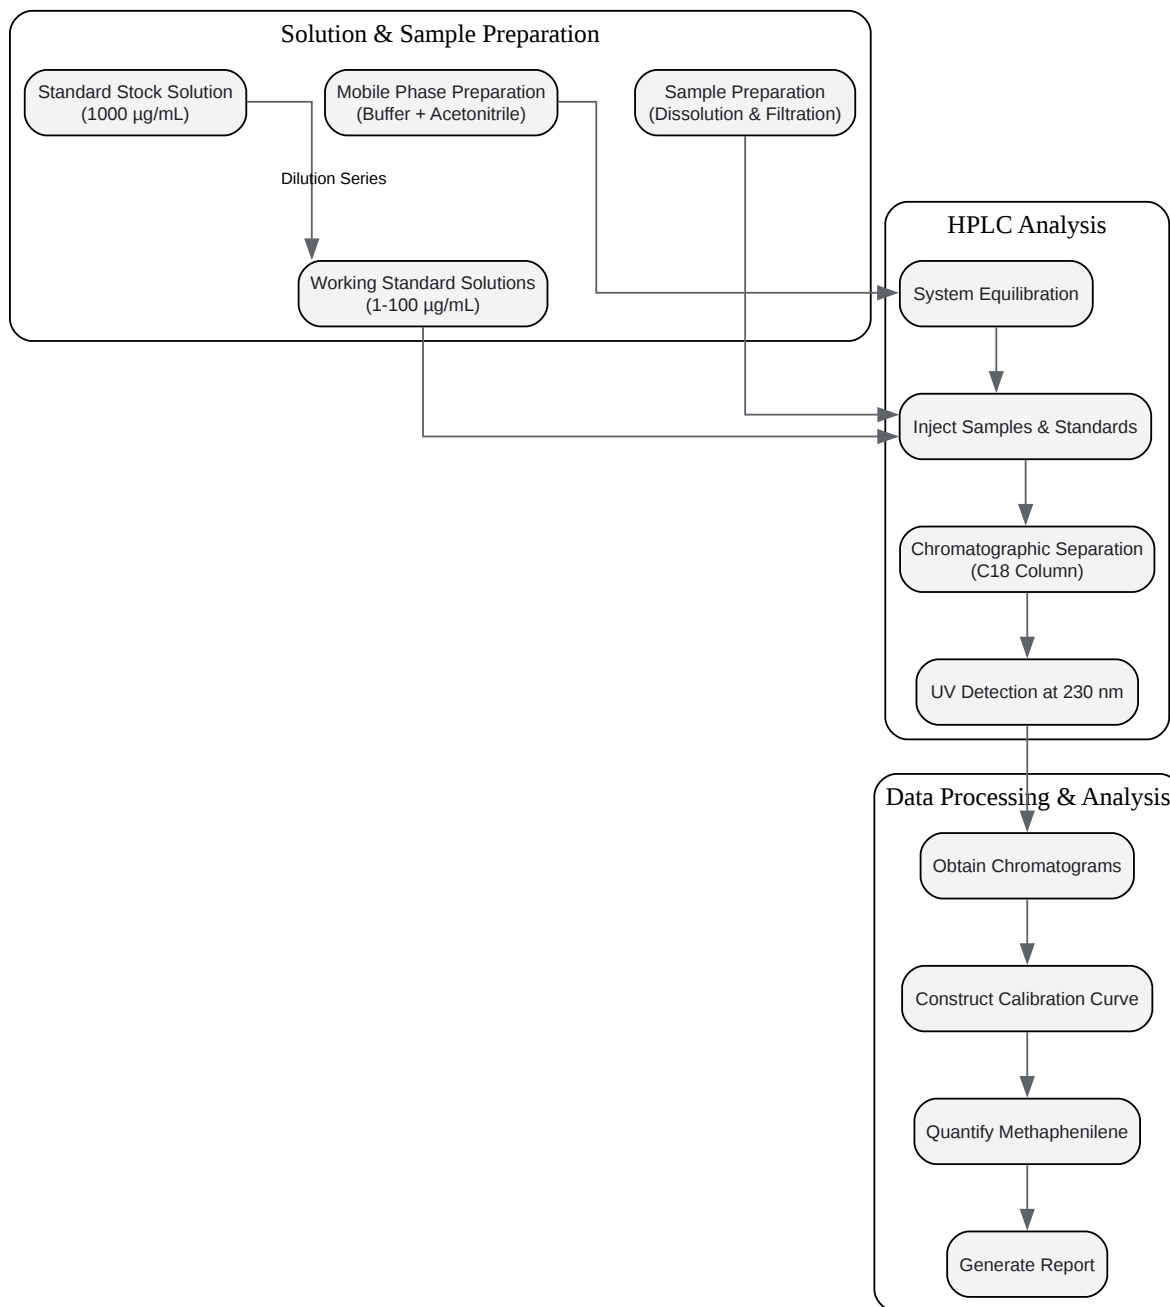 Solution & Sample Preparation
Standard Stock Solution
(1000 µg/mL)
Mobile Phase Preparation
(Buffer + Acetonitrile)
Sample Preparation
(Dissolution & Filtration)
Dilution Series
Working Standard Solutions
(1-100 µg/mL)
HPLC Analysis
System Equilibration
Inject Samples & Standards
Chromatographic Separation
(C18 Column)
UV Detection at 230 nm
Data Processing & Analysis
Obtain Chromatograms
Construct Calibration Curve
Quantify Methaphenilene
Generate Report